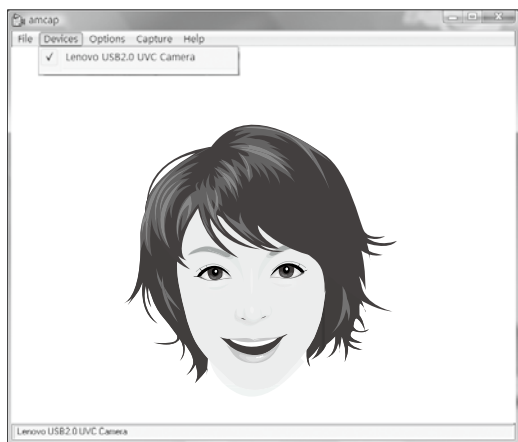 amcap
File Devices Options Capture Help
✓ Lenovo USB2.0 UVC Camera
Lenovo USB2.0 UVC Camera